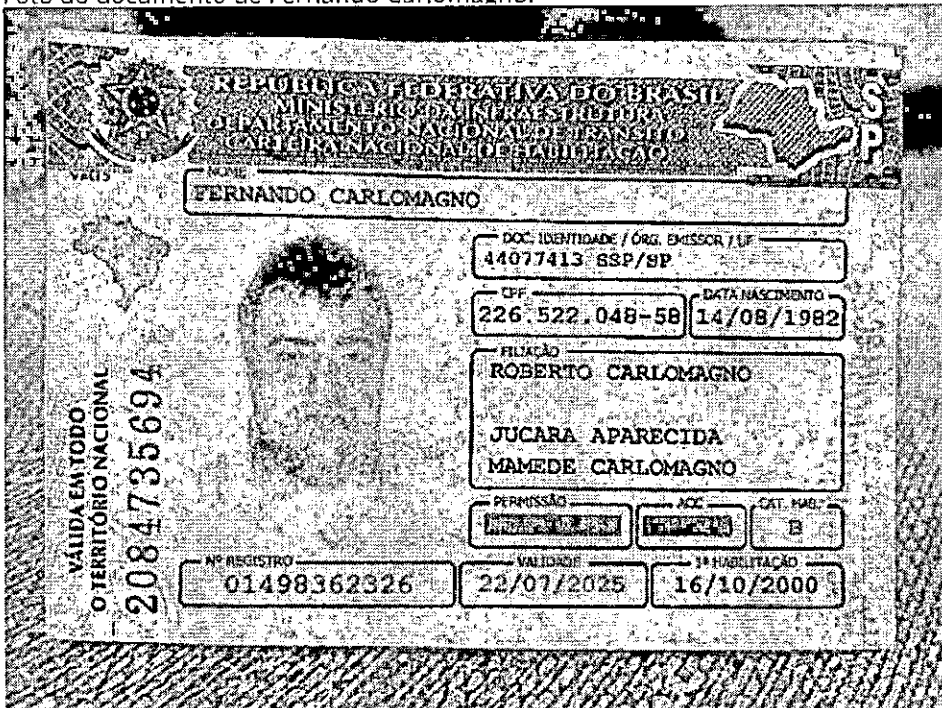 Foto do documento de Fernando Carlomagno.
REPÚBLICA FEDERATIVA DO BRASIL
MINISTÉRIO DA INFRAESTRUTURA
DEPARTAMENTO NACIONAL DE TRÂNSITO
CARTEIRA NACIONAL DE HABILITAÇÃO
SP
NOME
FERNANDO CARLOMAGNO
DOC. IDENTIDADE / ÓRG. EMISSOR / UF
44077413 SSP/SP
CPF
226.522.048-58
DATA NASCIMENTO
14/08/1982
FILIAÇÃO
ROBERTO CARLOMAGNO
JUCARA APARECIDA
MAMEDE CARLOMAGNO
PERMISSÃO
ACC
CAT. HAB.
B
Nº REGISTRO
01498362326
VALIDADE
22/07/2025
1ª HABILITAÇÃO
16/10/2000
VÁLIDA EM TODO
O TERRITÓRIO NACIONAL
2084735694